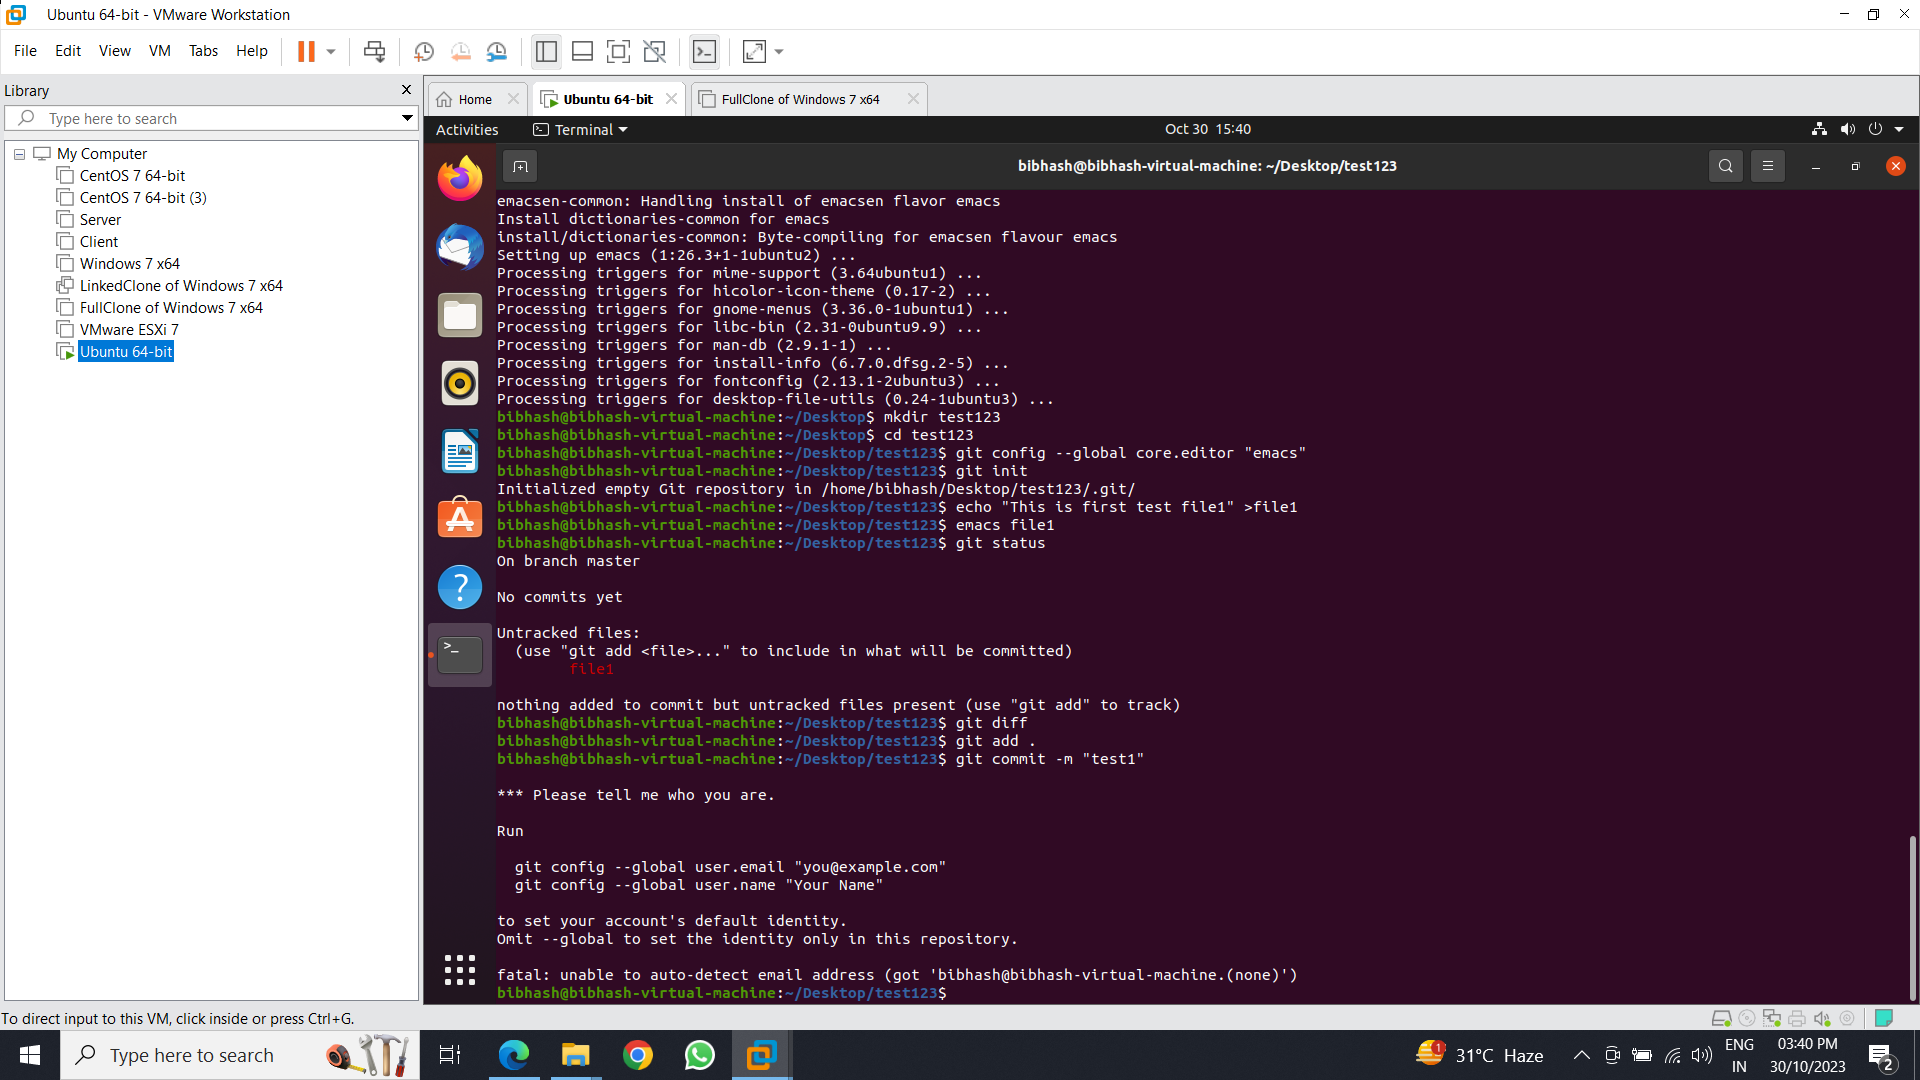 Ubuntu 64-bit - VMware Workstation
File Edit View VM Tabs Help
Library
Type here to search
My Computer
CentOS 7 64-bit
CentOS 7 64-bit (3)
Server
Client
Windows 7 x64
LinkedClone of Windows 7 x64
FullClone of Windows 7 x64
VMware ESXi 7
Ubuntu 64-bit
Home
Ubuntu 64-bit
FullClone of Windows 7 x64
Activities
Terminal
Oct 30 15:40
bibhash@bibhash-virtual-machine: ~/Desktop/test123
emacsen-common: Handling install of emacsen flavor emacs
Install dictionaries-common for emacs
install/dictionaries-common: Byte-compiling for emacsen flavour emacs
Setting up emacs (1:26.3+1-1ubuntu2) ...
Processing triggers for mime-support (3.64ubuntu1) ...
Processing triggers for hicolor-icon-theme (0.17-2) ...
Processing triggers for gnome-menus (3.36.0-1ubuntu1) ...
Processing triggers for libc-bin (2.31-0ubuntu9.9) ...
Processing triggers for man-db (2.9.1-1) ...
Processing triggers for install-info (6.7.0.dfsg.2-5) ...
Processing triggers for fontconfig (2.13.1-2ubuntu3) ...
Processing triggers for desktop-file-utils (0.24-1ubuntu3) ...
bibhash@bibhash-virtual-machine:~/Desktop$ mkdir test123
bibhash@bibhash-virtual-machine:~/Desktop$ cd test123
bibhash@bibhash-virtual-machine:~/Desktop/test123$ git config --global core.editor "emacs"
bibhash@bibhash-virtual-machine:~/Desktop/test123$ git init
Initialized empty Git repository in /home/bibhash/Desktop/test123/.git/
bibhash@bibhash-virtual-machine:~/Desktop/test123$ echo "This is first test file1" >file1
bibhash@bibhash-virtual-machine:~/Desktop/test123$ emacs file1
bibhash@bibhash-virtual-machine:~/Desktop/test123$ git status
On branch master
No commits yet
Untracked files:
(use "git add <file>..." to include in what will be committed)
file1
nothing added to commit but untracked files present (use "git add" to track)
bibhash@bibhash-virtual-machine:~/Desktop/test123$ git diff
bibhash@bibhash-virtual-machine:~/Desktop/test123$ git add .
bibhash@bibhash-virtual-machine:~/Desktop/test123$ git commit -m "test1"
*** Please tell me who you are.
Run
git config --global user.email "you@example.com"
git config --global user.name "Your Name"
to set your account's default identity.
Omit --global to set the identity only in this repository.
fatal: unable to auto-detect email address (got 'bibhash@bibhash-virtual-machine.(none)')
bibhash@bibhash-virtual-machine:~/Desktop/test123$
To direct input to this VM, click inside or press Ctrl+G.
Type here to search
1
31°C Haze
ENG
IN
03:40 PM
30/10/2023
2